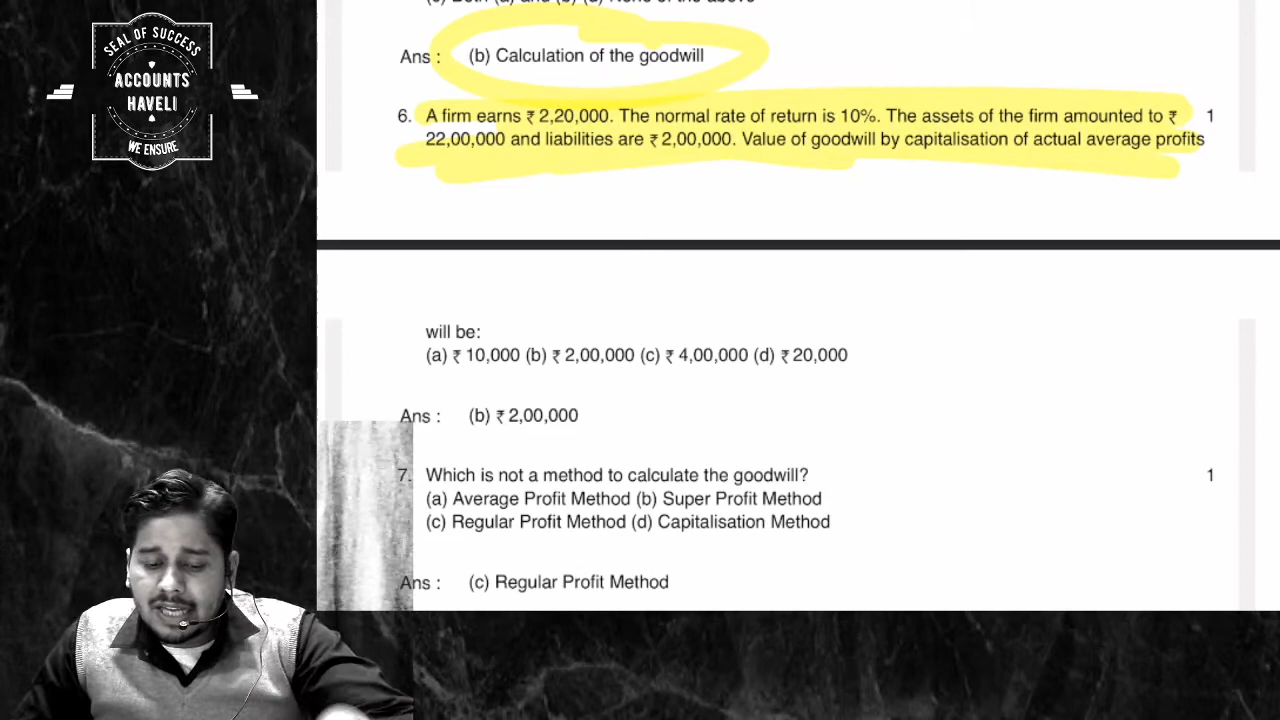 SEAL OF SUCCESS
ACCOUNTS
HAVELI
WE ENSURE
Ans : (b) Calculation of the goodwill
6. A firm earns ₹ 2,20,000. The normal rate of return is 10%. The assets of the firm amounted to ₹ 1
22,00,000 and liabilities are ₹ 2,00,000. Value of goodwill by capitalisation of actual average profits
will be:
(a) ₹ 10,000 (b) ₹ 2,00,000 (c) ₹ 4,00,000 (d) ₹ 20,000
Ans : (b) ₹ 2,00,000
7. Which is not a method to calculate the goodwill? 1
(a) Average Profit Method (b) Super Profit Method
(c) Regular Profit Method (d) Capitalisation Method
Ans : (c) Regular Profit Method